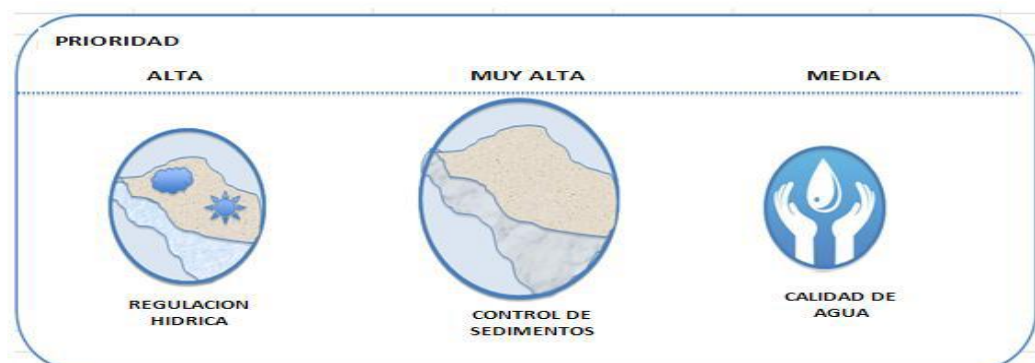 PRIORIDAD
ALTA
MUY ALTA
MEDIA
REGULACION
HIDRICA
CONTROL DE
SEDIMENTOS
CALIDAD DE
AGUA